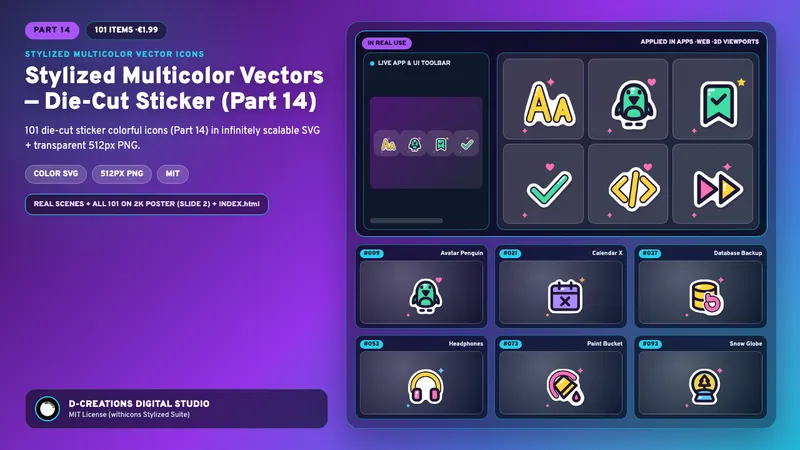 PART 14
101 ITEMS ·€1.99
STYLIZED MULTICOLOR VECTOR ICONS
Stylized Multicolor Vectors
— Die-Cut Sticker (Part 14)
101 die-cut sticker colorful icons (Part 14) in infinitely scalable SVG
+ transparent 512px PNG.
COLOR SVG
512PX PNG
MIT
REAL SCENES + ALL 101 ON 2K POSTER (SLIDE 2) + INDEX.html
D-CREATIONS DIGITAL STUDIO
MIT License (withicons Stylized Suite)
IN REAL USE
APPLIED IN APPS ·WEB ·3D VIEWPORTS
LIVE APP & UI TOOLBAR
Aa
Aa
#009
Avatar Penguin
#021
Calendar X
#037
Database Backup
#053
Headphones
#073
Paint Bucket
#093
Snow Globe